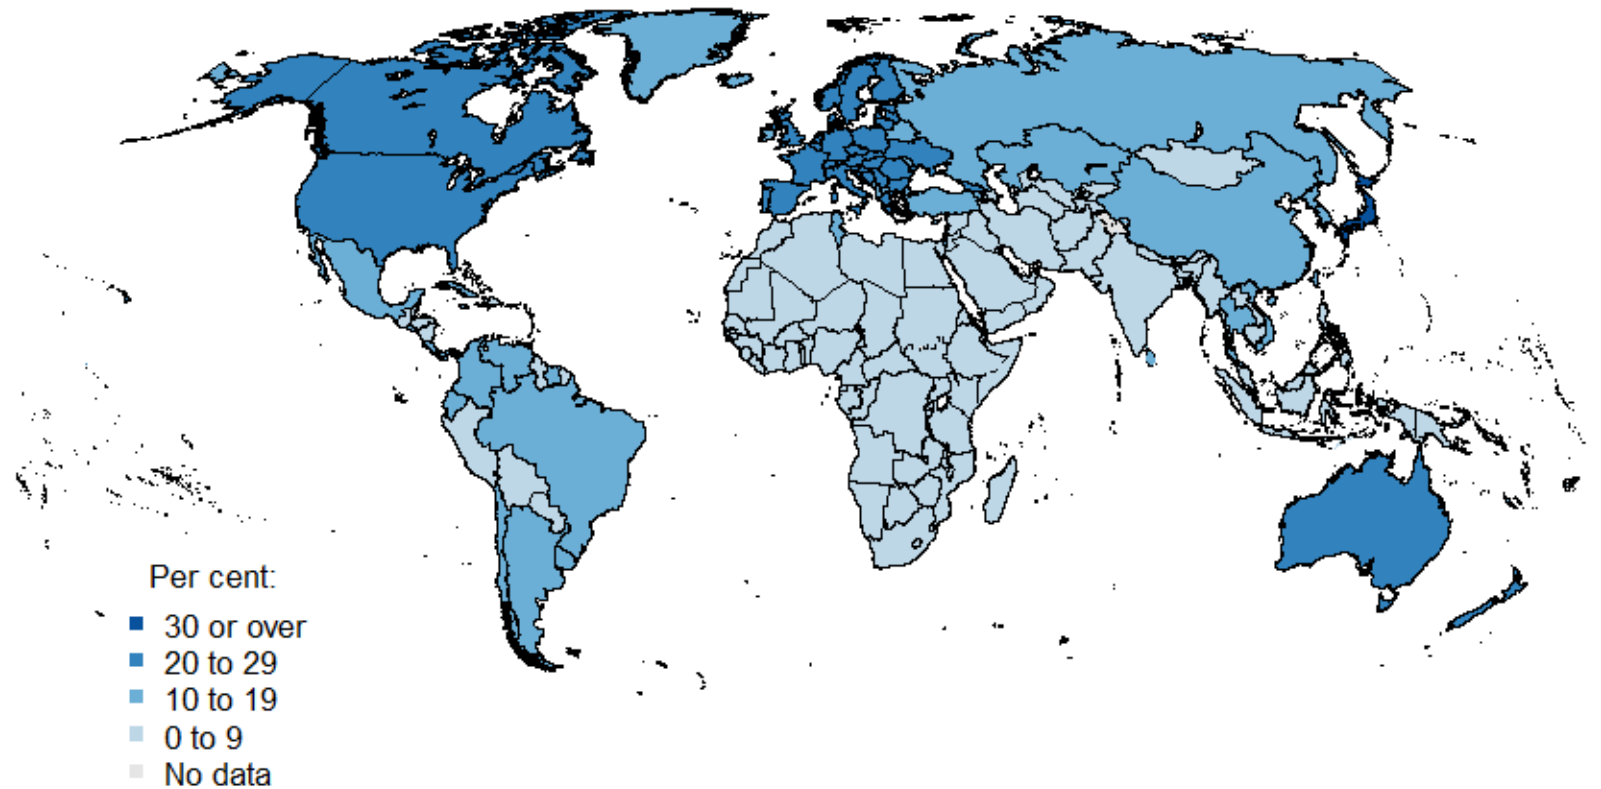 Per cent:
30 or over
20 to 29
10 to 19
0 to 9
No data